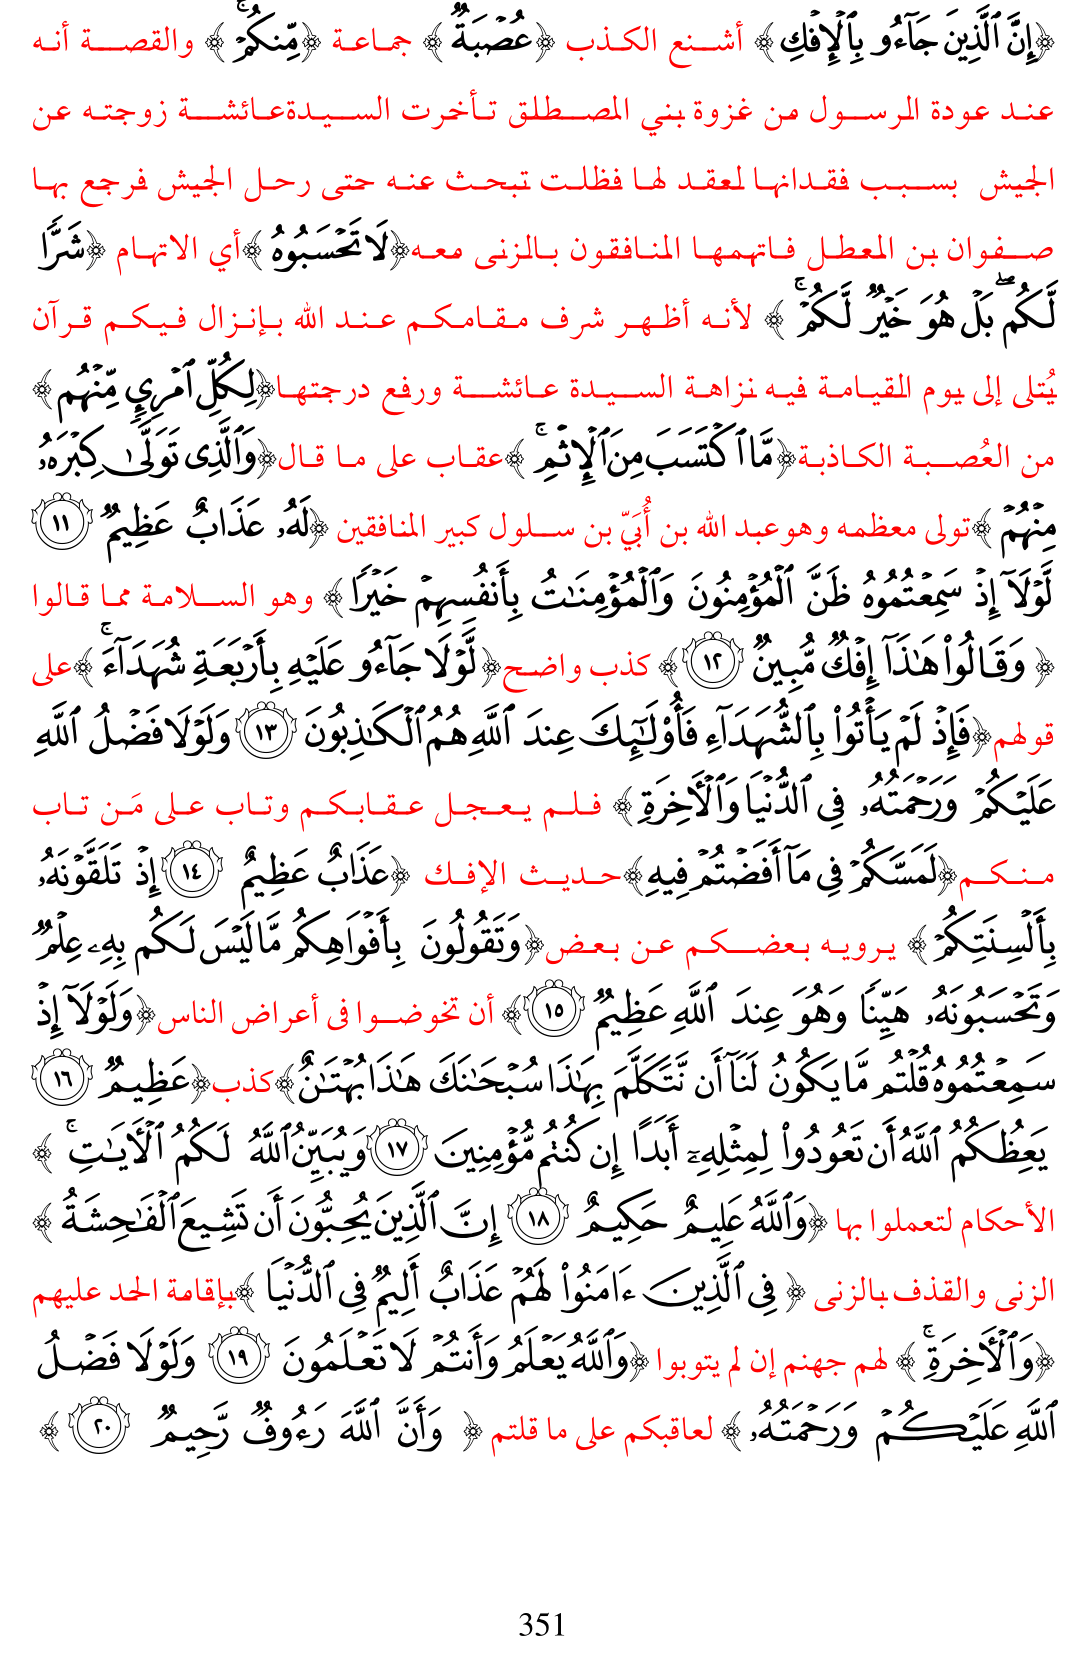 ﴿إِنَّ ٱلَّذِينَ جَآءُو بِٱلْإِفْكِ﴾ أشنع الكذب ﴿عُصْبَةٌ﴾ جماعة ﴿مِّنكُمْ ۚ﴾ والقصة أنه
عند عودة الرسول من غزوة بني المصطلق تأخرت السيدةعائشة زوجته عن
الجيش بسبب فقدانها لعقد لها فظلت تبحث عنه حتى رحل الجيش فرجع بها
صفوان بن المعطل فاتهمها المنافقون بالزنى معه﴿لَا تَحْسَبُوهُ﴾أي الاتهام ﴿شَرًّا
لَّكُم ۖ بَلْ هُوَ خَيْرٌ لَّكُمْ ۚ﴾ لأنه أظهر شرف مقامكم عند الله بإنزال فيكم قرآن
يُتلى إلى يوم القيامة فيه نزاهة السيدة عائشة ورفع درجتها﴿لِكُلِّ ٱمْرِئٍ مِّنْهُم﴾
من العُصبة الكاذبة﴿مَّا ٱكْتَسَبَ مِنَ ٱلْإِثْمِ ۚ﴾عقاب على ما قال﴿وَٱلَّذِى تَوَلَّىٰ كِبْرَهُۥ
مِنْهُمْ﴾تولى معظمه وهوعبد الله بن أُبَيّ بن سلول كبير المنافقين ﴿لَهُۥ عَذَابٌ عَظِيمٌ ١١
لَّوْلَآ إِذْ سَمِعْتُمُوهُ ظَنَّ ٱلْمُؤْمِنُونَ وَٱلْمُؤْمِنَٰتُ بِأَنفُسِهِمْ خَيْرًا﴾ وهو السلامة مما قالوا
﴿وَقَالُوا۟ هَٰذَآ إِفْكٌ مُّبِينٌ ١٢﴾ كذب واضح﴿لَّوْلَا جَآءُو عَلَيْهِ بِأَرْبَعَةِ شُهَدَآءَ ۚ﴾على
قولهم﴿فَإِذْ لَمْ يَأْتُوا۟ بِٱلشُّهَدَآءِ فَأُو۟لَٰٓئِكَ عِندَ ٱللَّهِ هُمُ ٱلْكَٰذِبُونَ ١٣ وَلَوْلَا فَضْلُ ٱللَّهِ
عَلَيْكُمْ وَرَحْمَتُهُۥ فِى ٱلدُّنْيَا وَٱلْءَاخِرَةِ﴾ فلم يعجل عقابكم وتاب على مَن تاب
منكم﴿لَمَسَّكُمْ فِى مَآ أَفَضْتُمْ فِيهِ﴾حديث الإفك ﴿عَذَابٌ عَظِيمٌ ١٤ إِذْ تَلَقَّوْنَهُۥ
بِأَلْسِنَتِكُمْ﴾ يرويه بعضكم عن بعض﴿وَتَقُولُونَ بِأَفْوَاهِكُم مَّا لَيْسَ لَكُم بِهِۦ عِلْمٌ
وَتَحْسَبُونَهُۥ هَيِّنًا وَهُوَ عِندَ ٱللَّهِ عَظِيمٌ ١٥﴾ أن تخوضوا فى أعراض الناس﴿وَلَوْلَآ إِذْ
سَمِعْتُمُوهُ قُلْتُم مَّا يَكُونُ لَنَآ أَن نَّتَكَلَّمَ بِهَٰذَا سُبْحَٰنَكَ هَٰذَا بُهْتَٰنٌ﴾كذب﴿عَظِيمٌ ١٦
يَعِظُكُمُ ٱللَّهُ أَن تَعُودُوا۟ لِمِثْلِهِۦٓ أَبَدًا إِن كُنتُم مُّؤْمِنِينَ ١٧ وَيُبَيِّنُ ٱللَّهُ لَكُمُ ٱلْءَايَٰتِ ۚ﴾
الأحكام لتعملوا بها ﴿وَٱللَّهُ عَلِيمٌ حَكِيمٌ ١٨ إِنَّ ٱلَّذِينَ يُحِبُّونَ أَن تَشِيعَ ٱلْفَٰحِشَةُ﴾
الزنى والقذف بالزنى ﴿فِى ٱلَّذِينَ ءَامَنُوا۟ لَهُمْ عَذَابٌ أَلِيمٌ فِى ٱلدُّنْيَا﴾بإقامة الحد عليهم
﴿وَٱلْءَاخِرَةِ ۚ﴾ لهم جهنم إن لم يتوبوا ﴿وَٱللَّهُ يَعْلَمُ وَأَنتُمْ لَا تَعْلَمُونَ ١٩ وَلَوْلَا فَضْلُ
ٱللَّهِ عَلَيْكُمْ وَرَحْمَتُهُۥ﴾ لعاقبكم على ما قلتم ﴿وَأَنَّ ٱللَّهَ رَءُوفٌ رَّحِيمٌ ٢٠﴾
351